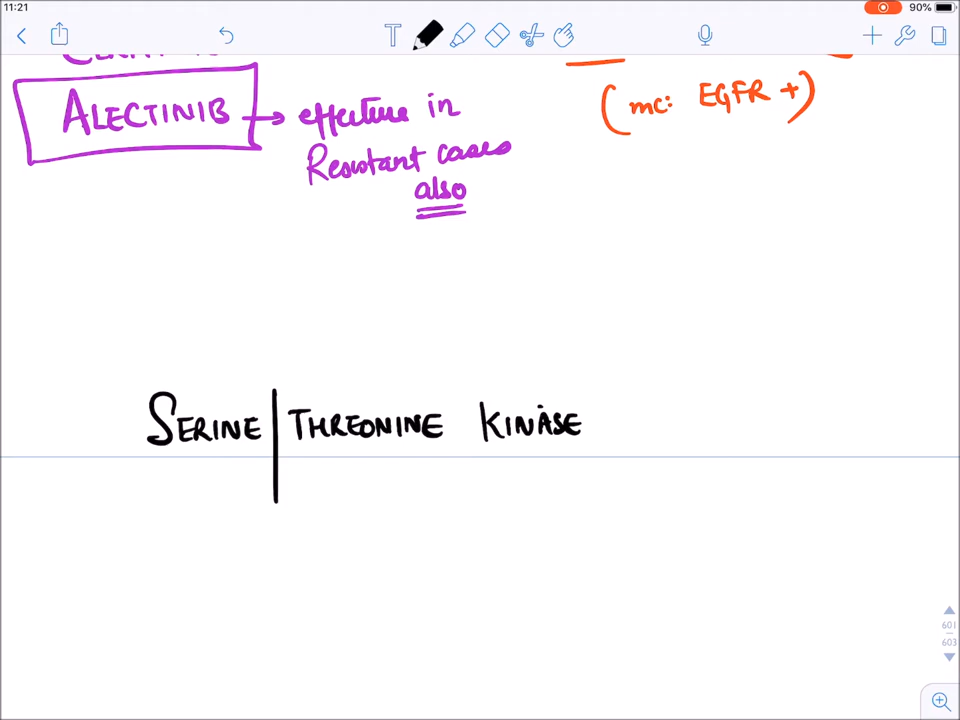 11:21
90%
T
ALECTINIB → effective in
Resistant cases
also
(mc: EGFR +)
SERINE | THREONINE KINASE
601
603